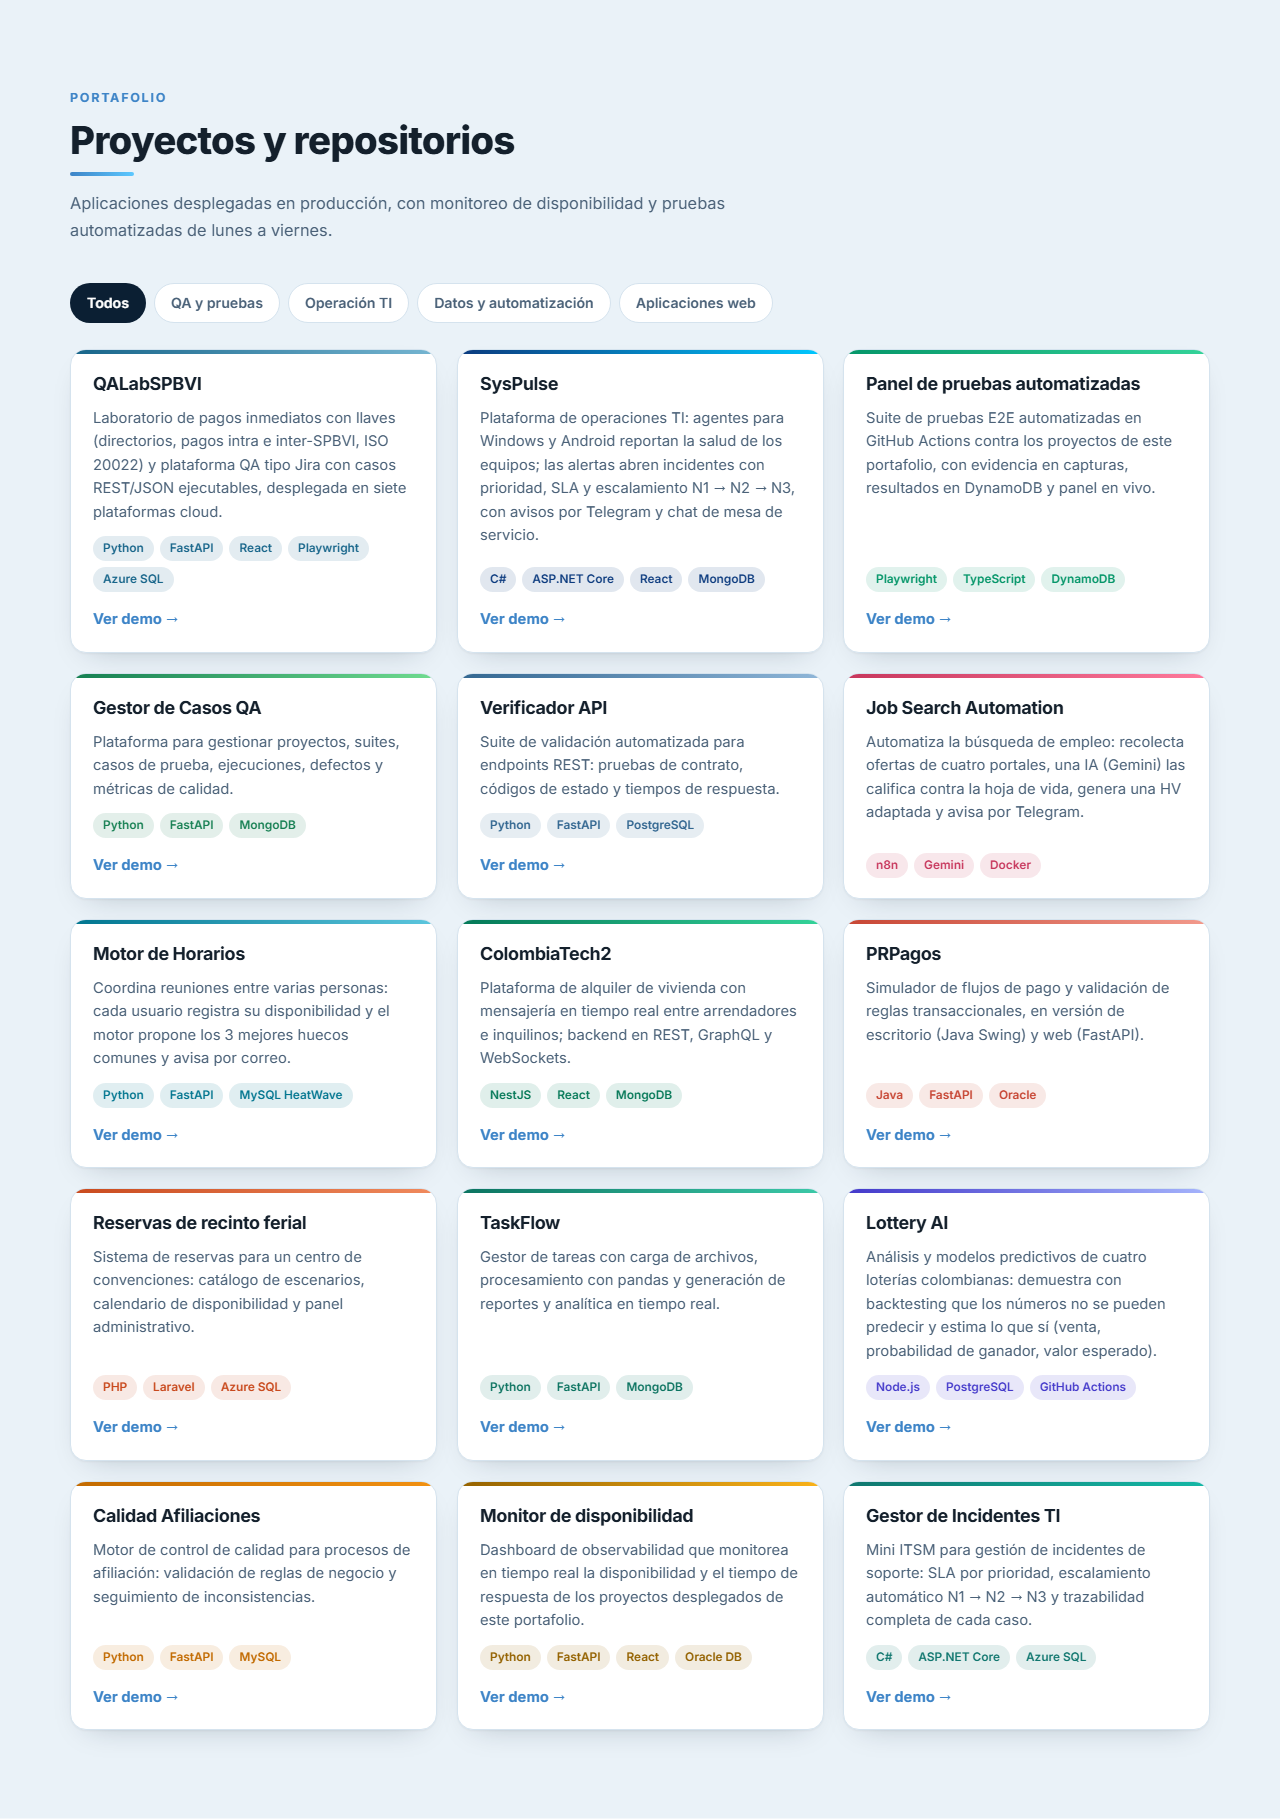 PORTAFOLIO
Proyectos y repositorios
Aplicaciones desplegadas en producción, con monitoreo de disponibilidad y pruebas
automatizadas de lunes a viernes.
Todos
QA y pruebas
Operación TI
Datos y automatización
Aplicaciones web
QALabSPBVI
Laboratorio de pagos inmediatos con llaves
(directorios, pagos intra e inter-SPBVI, ISO
20022) y plataforma QA tipo Jira con casos
REST/JSON ejecutables, desplegada en siete
plataformas cloud.
Python FastAPI React Playwright
Azure SQL
Ver demo →
SysPulse
Plataforma de operaciones TI: agentes para
Windows y Android reportan la salud de los
equipos; las alertas abren incidentes con
prioridad, SLA y escalamiento N1 → N2 → N3,
con avisos por Telegram y chat de mesa de
servicio.
C# ASP.NET Core React MongoDB
Ver demo →
Panel de pruebas automatizadas
Suite de pruebas E2E automatizadas en
GitHub Actions contra los proyectos de este
portafolio, con evidencia en capturas,
resultados en DynamoDB y panel en vivo.
Playwright TypeScript DynamoDB
Ver demo →
Gestor de Casos QA
Plataforma para gestionar proyectos, suites,
casos de prueba, ejecuciones, defectos y
métricas de calidad.
Python FastAPI MongoDB
Ver demo →
Verificador API
Suite de validación automatizada para
endpoints REST: pruebas de contrato,
códigos de estado y tiempos de respuesta.
Python FastAPI PostgreSQL
Ver demo →
Job Search Automation
Automatiza la búsqueda de empleo: recolecta
ofertas de cuatro portales, una IA (Gemini) las
califica contra la hoja de vida, genera una HV
adaptada y avisa por Telegram.
n8n Gemini Docker
Motor de Horarios
Coordina reuniones entre varias personas:
cada usuario registra su disponibilidad y el
motor propone los 3 mejores huecos
comunes y avisa por correo.
Python FastAPI MySQL HeatWave
Ver demo →
ColombiaTech2
Plataforma de alquiler de vivienda con
mensajería en tiempo real entre arrendadores
e inquilinos; backend en REST, GraphQL y
WebSockets.
NestJS React MongoDB
Ver demo →
PRPagos
Simulador de flujos de pago y validación de
reglas transaccionales, en versión de
escritorio (Java Swing) y web (FastAPI).
Java FastAPI Oracle
Ver demo →
Reservas de recinto ferial
Sistema de reservas para un centro de
convenciones: catálogo de escenarios,
calendario de disponibilidad y panel
administrativo.
PHP Laravel Azure SQL
Ver demo →
TaskFlow
Gestor de tareas con carga de archivos,
procesamiento con pandas y generación de
reportes y analítica en tiempo real.
Python FastAPI MongoDB
Ver demo →
Lottery AI
Análisis y modelos predictivos de cuatro
loterías colombianas: demuestra con
backtesting que los números no se pueden
predecir y estima lo que sí (venta,
probabilidad de ganador, valor esperado).
Node.js PostgreSQL GitHub Actions
Ver demo →
Calidad Afiliaciones
Motor de control de calidad para procesos de
afiliación: validación de reglas de negocio y
seguimiento de inconsistencias.
Python FastAPI MySQL
Ver demo →
Monitor de disponibilidad
Dashboard de observabilidad que monitorea
en tiempo real la disponibilidad y el tiempo de
respuesta de los proyectos desplegados de
este portafolio.
Python FastAPI React Oracle DB
Ver demo →
Gestor de Incidentes TI
Mini ITSM para gestión de incidentes de
soporte: SLA por prioridad, escalamiento
automático N1 → N2 → N3 y trazabilidad
completa de cada caso.
C# ASP.NET Core Azure SQL
Ver demo →